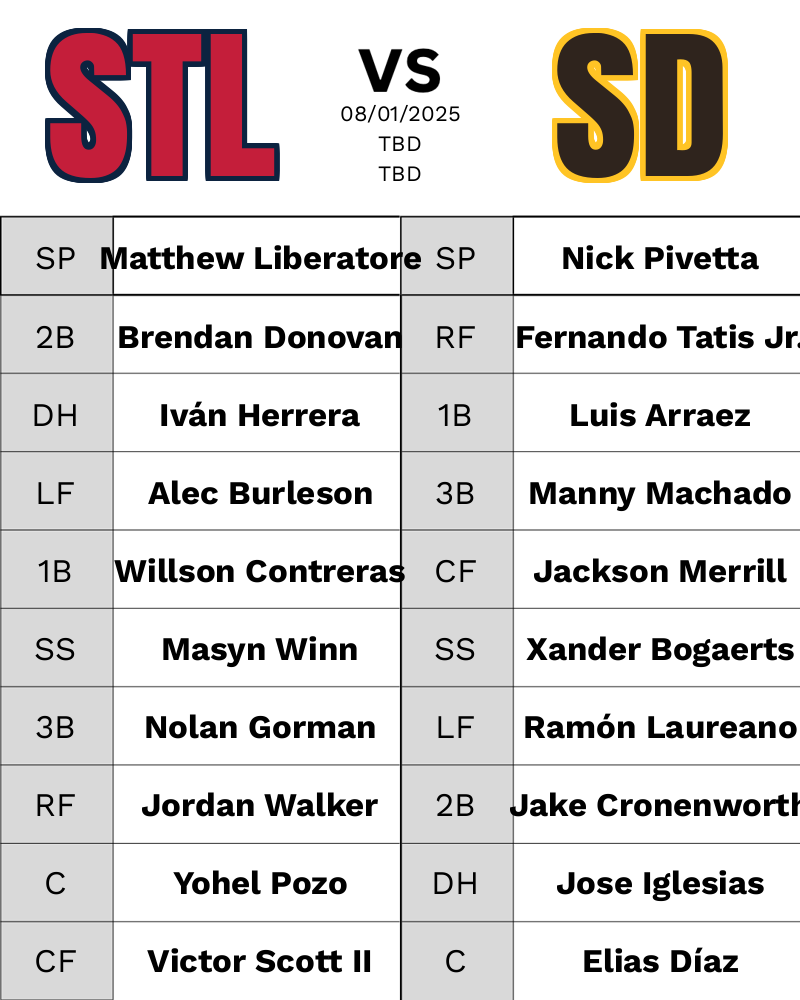 STL
VS
08/01/2025
TBD
TBD
SD
SP Matthew Liberatore SP Nick Pivetta
2B Brendan Donovan RF Fernando Tatis Jr.
DH Iván Herrera 1B Luis Arraez
LF Alec Burleson 3B Manny Machado
1B Willson Contreras CF Jackson Merrill
SS Masyn Winn SS Xander Bogaerts
3B Nolan Gorman LF Ramón Laureano
RF Jordan Walker 2B Jake Cronenworth
C Yohel Pozo DH Jose Iglesias
CF Victor Scott II C Elias Díaz